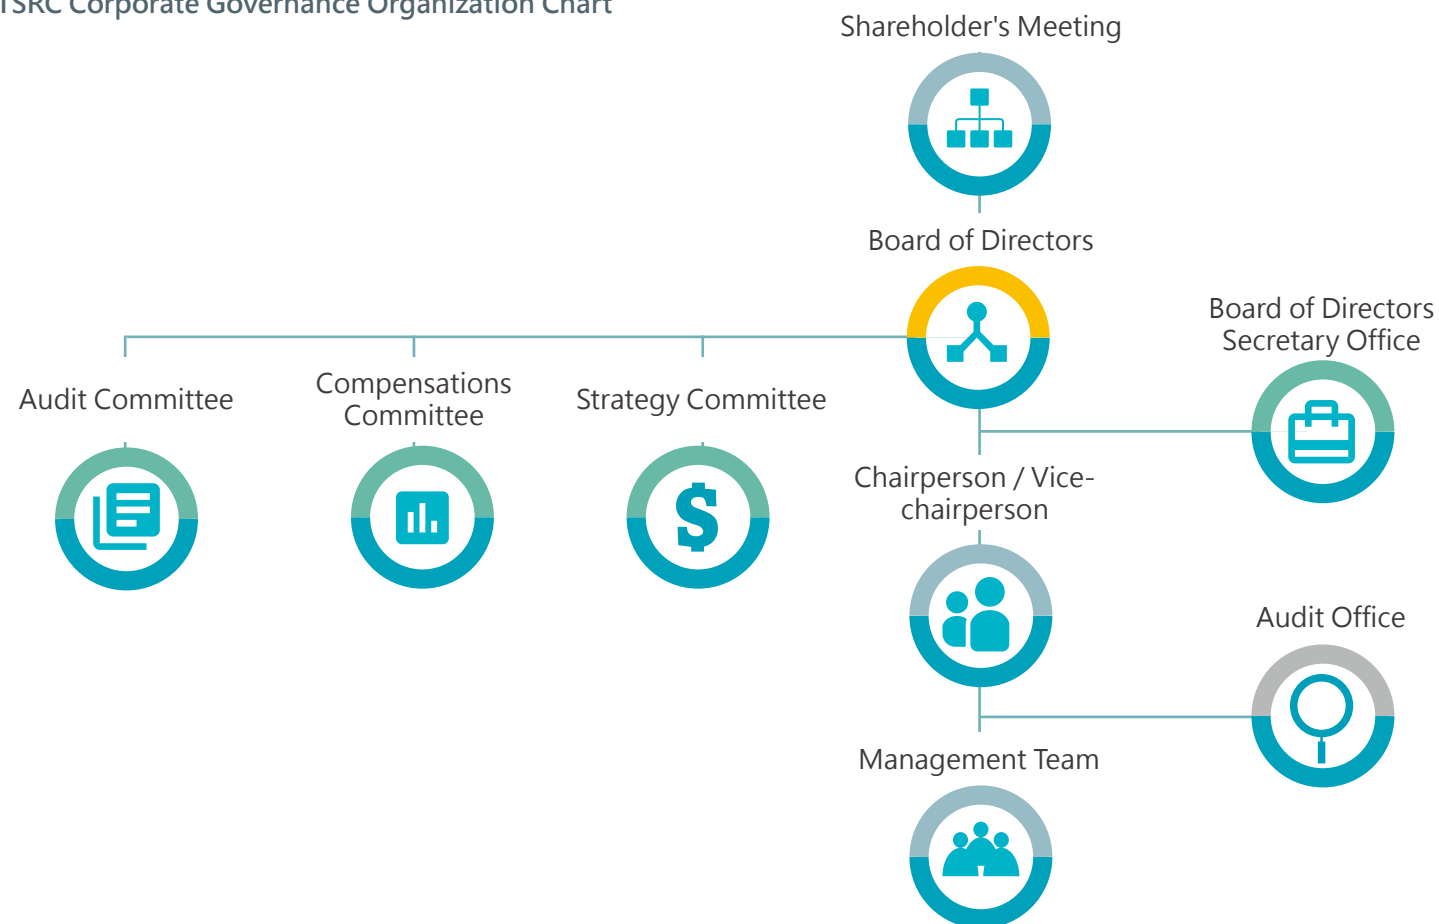 TSRC Corporate Governance Organization Chart
Shareholder's Meeting
Board of Directors
Board of Directors
Secretary Office
Audit Committee
Compensations
Committee
Strategy Committee
Chairperson / Vice-
chairperson
Audit Office
Management Team